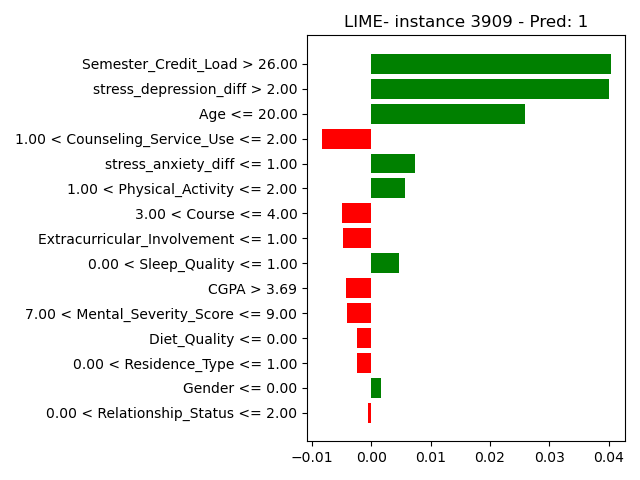 LIME- instance 3909 - Pred: 1
Semester_Credit_Load > 26.00
stress_depression_diff > 2.00
Age <= 20.00
1.00 < Counseling_Service_Use <= 2.00
stress_anxiety_diff <= 1.00
1.00 < Physical_Activity <= 2.00
3.00 < Course <= 4.00
Extracurricular_Involvement <= 1.00
0.00 < Sleep_Quality <= 1.00
CGPA > 3.69
7.00 < Mental_Severity_Score <= 9.00
Diet_Quality <= 0.00
0.00 < Residence_Type <= 1.00
Gender <= 0.00
0.00 < Relationship_Status <= 2.00
−0.01 0.00 0.01 0.02 0.03 0.04